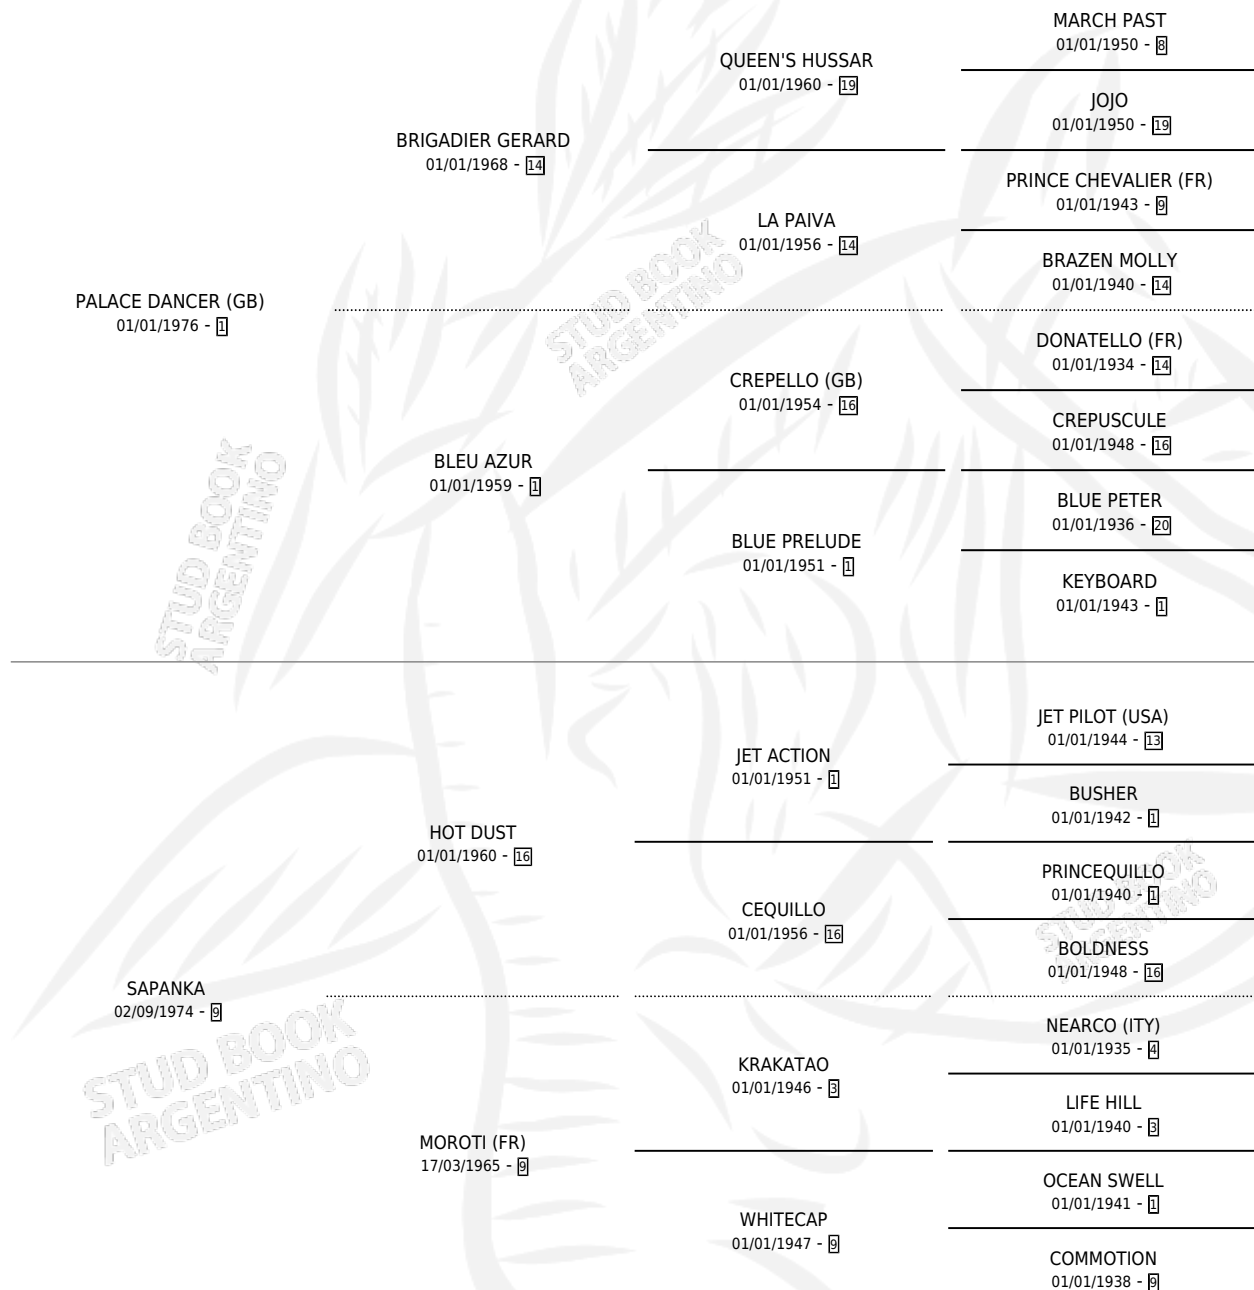 MARCH PAST
01/01/1950 - 8
QUEEN'S HUSSAR
01/01/1960 - 19
JOJO
01/01/1950 - 19
BRIGADIER GERARD
01/01/1968 - 14
PRINCE CHEVALIER (FR)
01/01/1943 - 9
LA PAIVA
01/01/1956 - 14
BRAZEN MOLLY
01/01/1940 - 14
PALACE DANCER (GB)
01/01/1976 - 1
STUD BOOK
ARGENTINO
DONATELLO (FR)
01/01/1934 - 14
CREPELLO (GB)
01/01/1954 - 16
CREPUSCULE
01/01/1948 - 16
BLEU AZUR
01/01/1959 - 1
BLUE PETER
01/01/1936 - 20
BLUE PRELUDE
01/01/1951 - 1
KEYBOARD
01/01/1943 - 1
STUD BOOK
ARGENTINO
JET PILOT (USA)
01/01/1944 - 13
JET ACTION
01/01/1951 - 1
BUSHER
01/01/1942 - 1
HOT DUST
01/01/1960 - 16
PRINCEQUILLO
01/01/1940 - 1
CEQUILLO
01/01/1956 - 16
STUD BOOK
ARGENTINO
BOLDNESS
01/01/1948 - 16
SAPANKA
02/09/1974 - 9
STUD BOOK
ARGENTINO
NEARCO (ITY)
01/01/1935 - 4
KRAKATAO
01/01/1946 - 3
LIFE HILL
01/01/1940 - 3
MOROTI (FR)
17/03/1965 - 9
OCEAN SWELL
01/01/1941 - 1
WHITECAP
01/01/1947 - 9
COMMOTION
01/01/1938 - 9